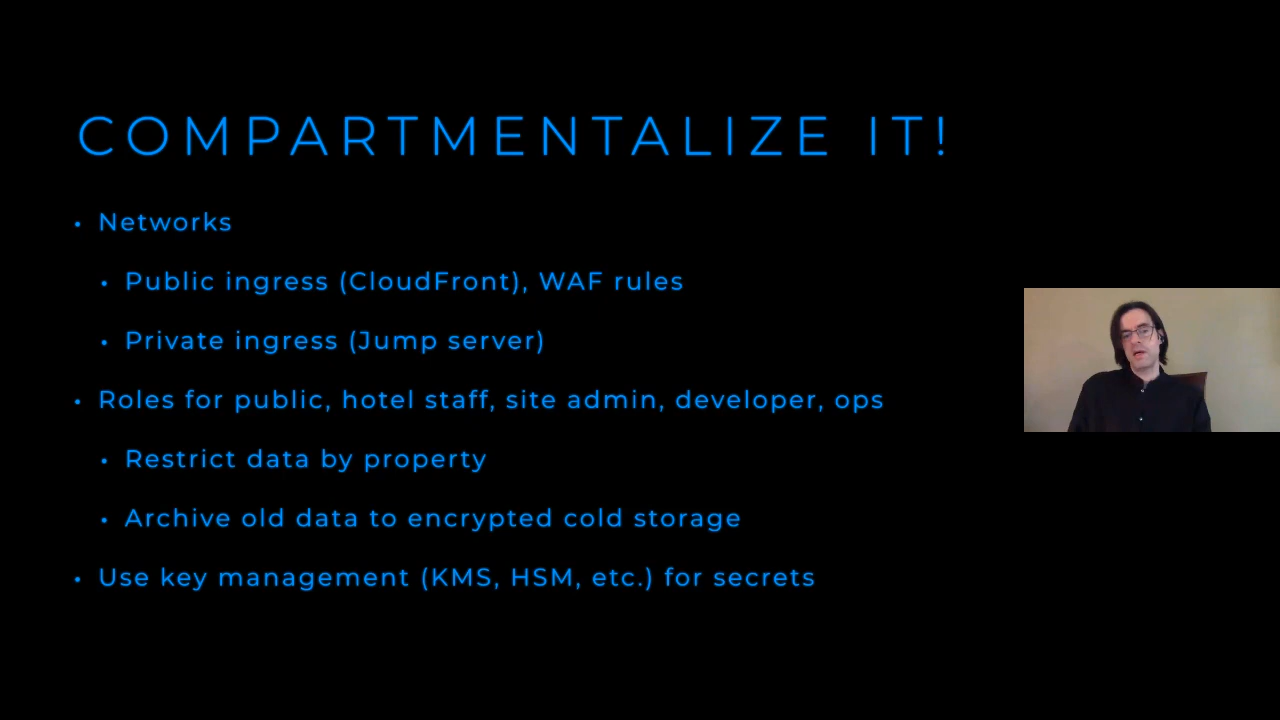 COMPARTMENTALIZE IT!
• Networks
• Public ingress (CloudFront), WAF rules
• Private ingress (Jump server)
• Roles for public, hotel staff, site admin, developer, ops
• Restrict data by property
• Archive old data to encrypted cold storage
• Use key management (KMS, HSM, etc.) for secrets